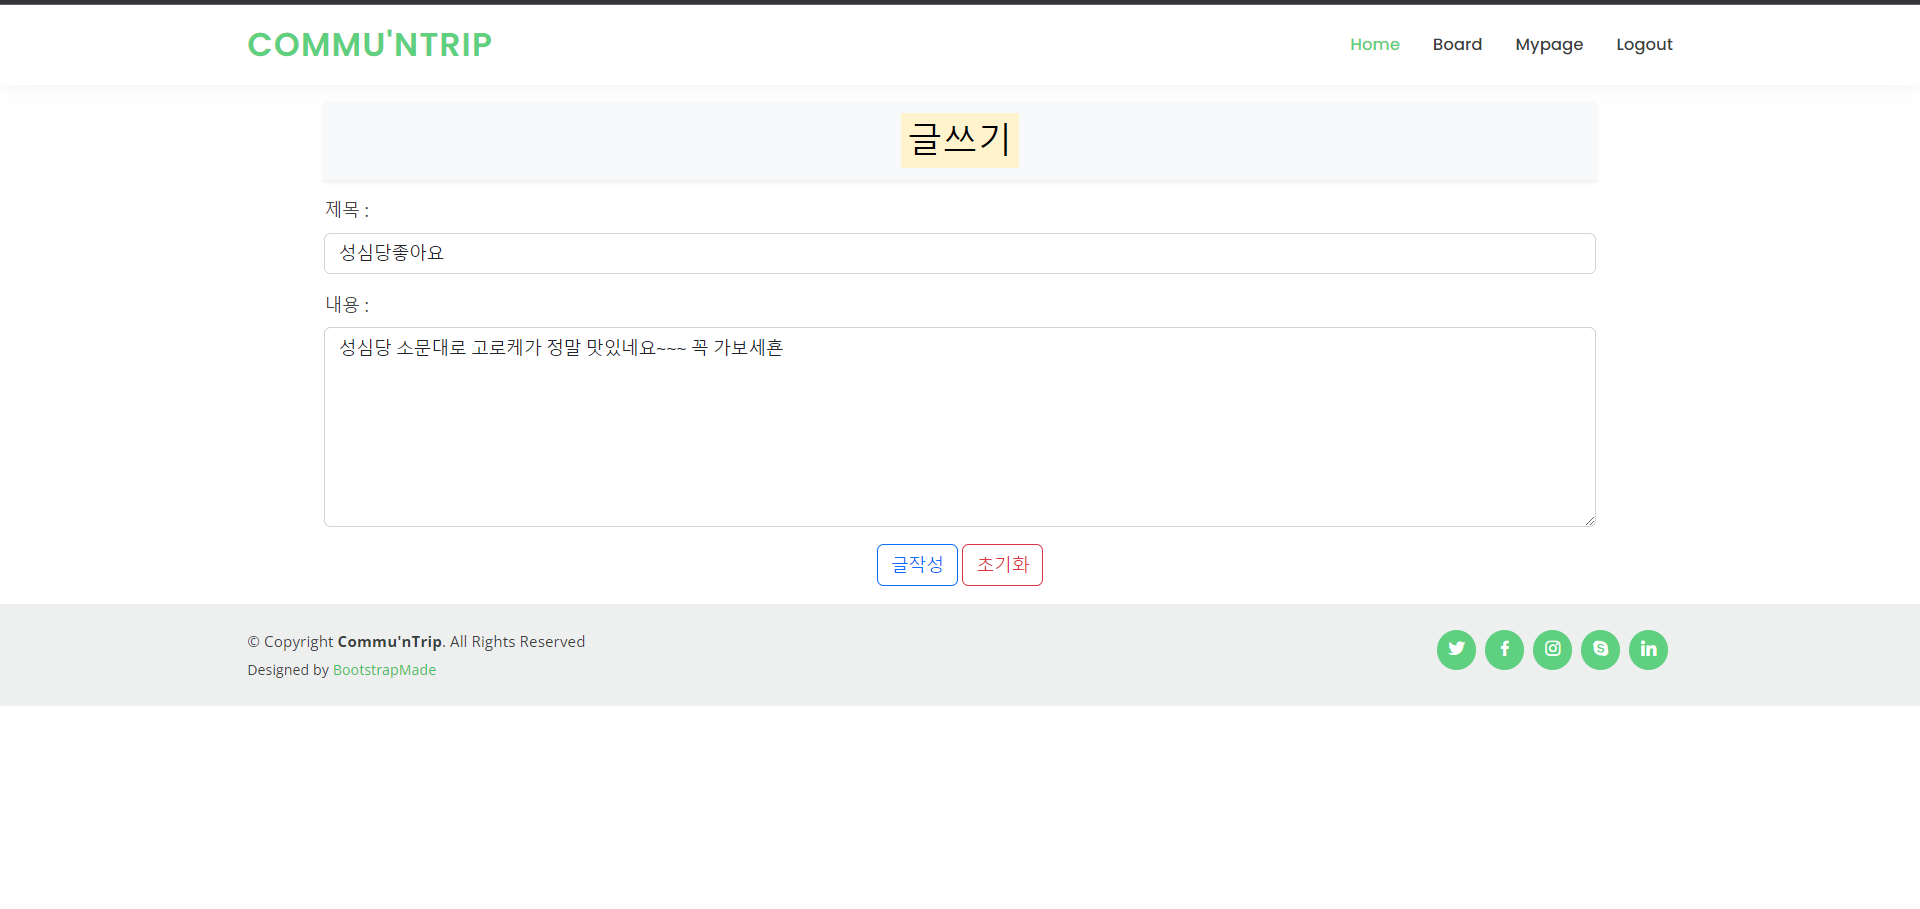 COMMU'NTRIP
Home Board Mypage Logout
글쓰기
제목 :
성심당좋아요
내용 :
성심당 소문대로 고로케가 정말 맛있네요~~~ 꼭 가보세횬
글작성 초기화
© Copyright Commu'nTrip. All Rights Reserved
Designed by BootstrapMade